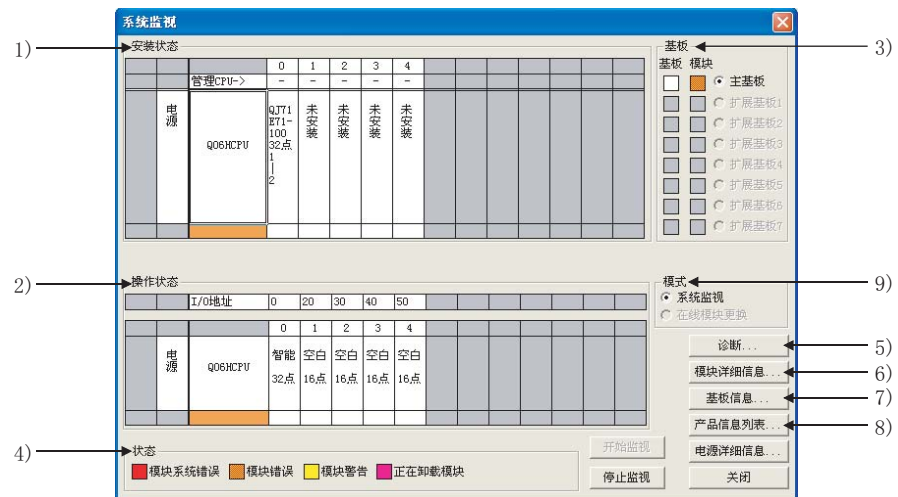 系统监视
1)
安装状态
0 1 2 3 4
管理CPU-> - - - - -
电源
Q06HCPU
QJ71
E71-
100
32点
1
|
2
未安装
未安装
未安装
未安装
基板
3)
基板 模块
主基板
扩展基板1
扩展基板2
扩展基板3
扩展基板4
扩展基板5
扩展基板6
扩展基板7
2)
操作状态
I/O地址 0 20 30 40 50
0 1 2 3 4
电源
Q06HCPU
智能 空白 空白 空白 空白
32点 16点 16点 16点 16点
模式
9)
系统监视
在线模块更换
诊断...
5)
模块详细信息...
6)
基板信息...
7)
产品信息列表...
8)
4)
状态
模块系统错误 模块错误 模块警告 正在卸载模块
开始监视
电源详细信息...
停止监视
关闭